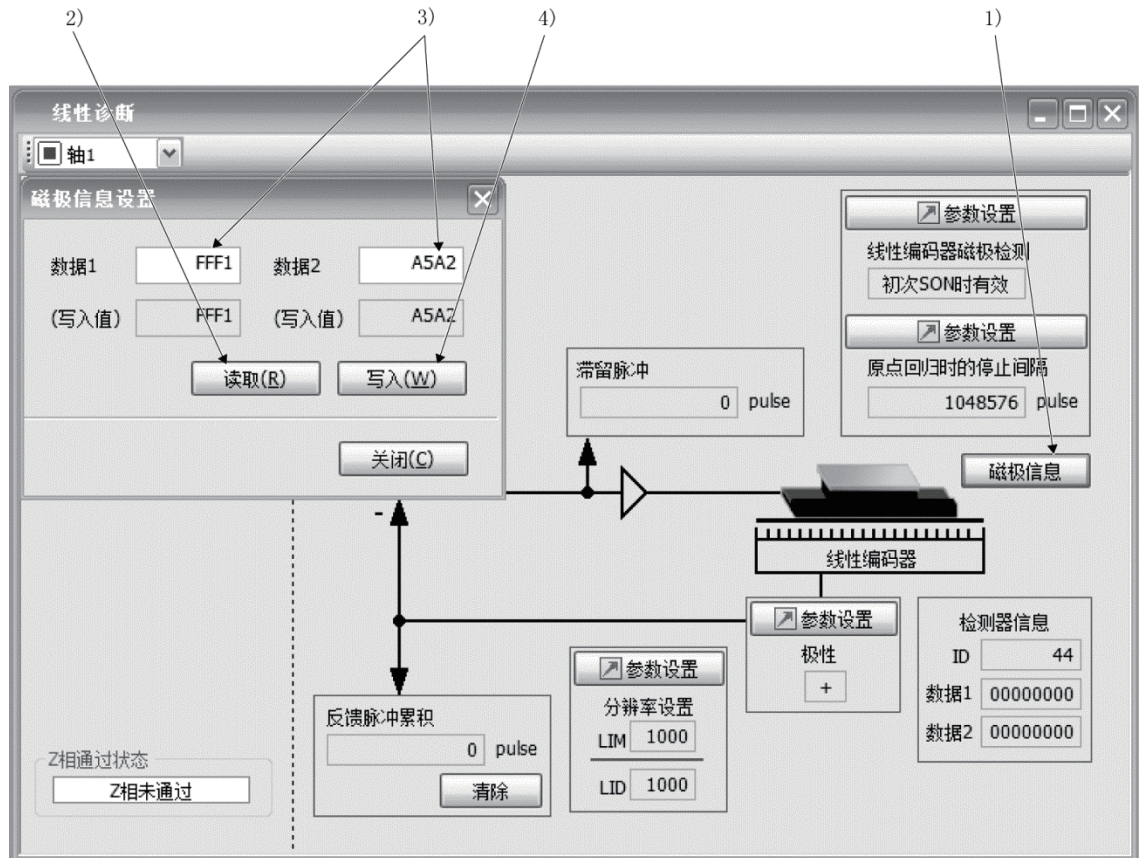 2)
3)
4)
1)
线性诊断
轴1
磁极信息设置
数据1 FFF1 数据2 A5A2
(写入值) FFF1 (写入值) A5A2
读取(R) 写入(W)
关闭(C)
参数设置
线性编码器磁极检测
初次SON时有效
参数设置
原点回归时的停止间隔
1048576 pulse
磁极信息
滞留脉冲
0 pulse
-
线性编码器
参数设置
极性
+
检测器信息
ID 44
数据1 00000000
数据2 00000000
参数设置
分辨率设置
LIM 1000
LID 1000
反馈脉冲累积
0 pulse
清除
Z相通过状态
Z相未通过